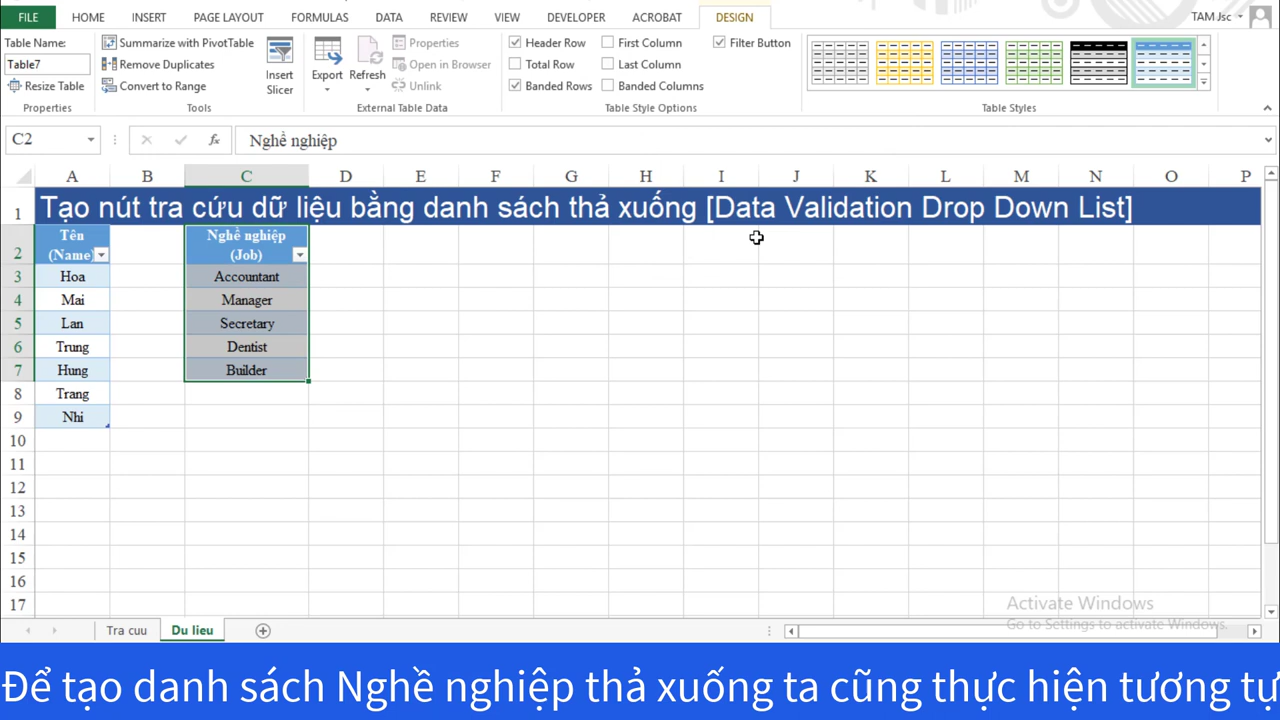 FILE HOME INSERT PAGE LAYOUT FORMULAS DATA REVIEW VIEW DEVELOPER ACROBAT DESIGN TAM Jsc
Table Name: Summarize with PivotTable Properties Header Row First Column Filter Button
Table7 Remove Duplicates Insert Slicer Export Refresh Open in Browser Total Row Last Column
Resize Table Convert to Range Unlink Banded Rows Banded Columns
Properties Tools External Table Data Table Style Options Table Styles
C2 fx Nghề nghiệp
A B C D E F G H I J K L M N O P
1 Tạo nút tra cứu dữ liệu bằng danh sách thả xuống [Data Validation Drop Down List]
Tên Nghề nghiệp
2 (Name) (Job)
3 Hoa Accountant
4 Mai Manager
5 Lan Secretary
6 Trung Dentist
7 Hung Builder
8 Trang
9 Nhi
10
11
12
13
14
15
16
17
Activate Windows
Go to Settings to activate Windows.
Tra cuu Du lieu
Để tạo danh sách Nghề nghiệp thả xuống ta cũng thực hiện tương tự